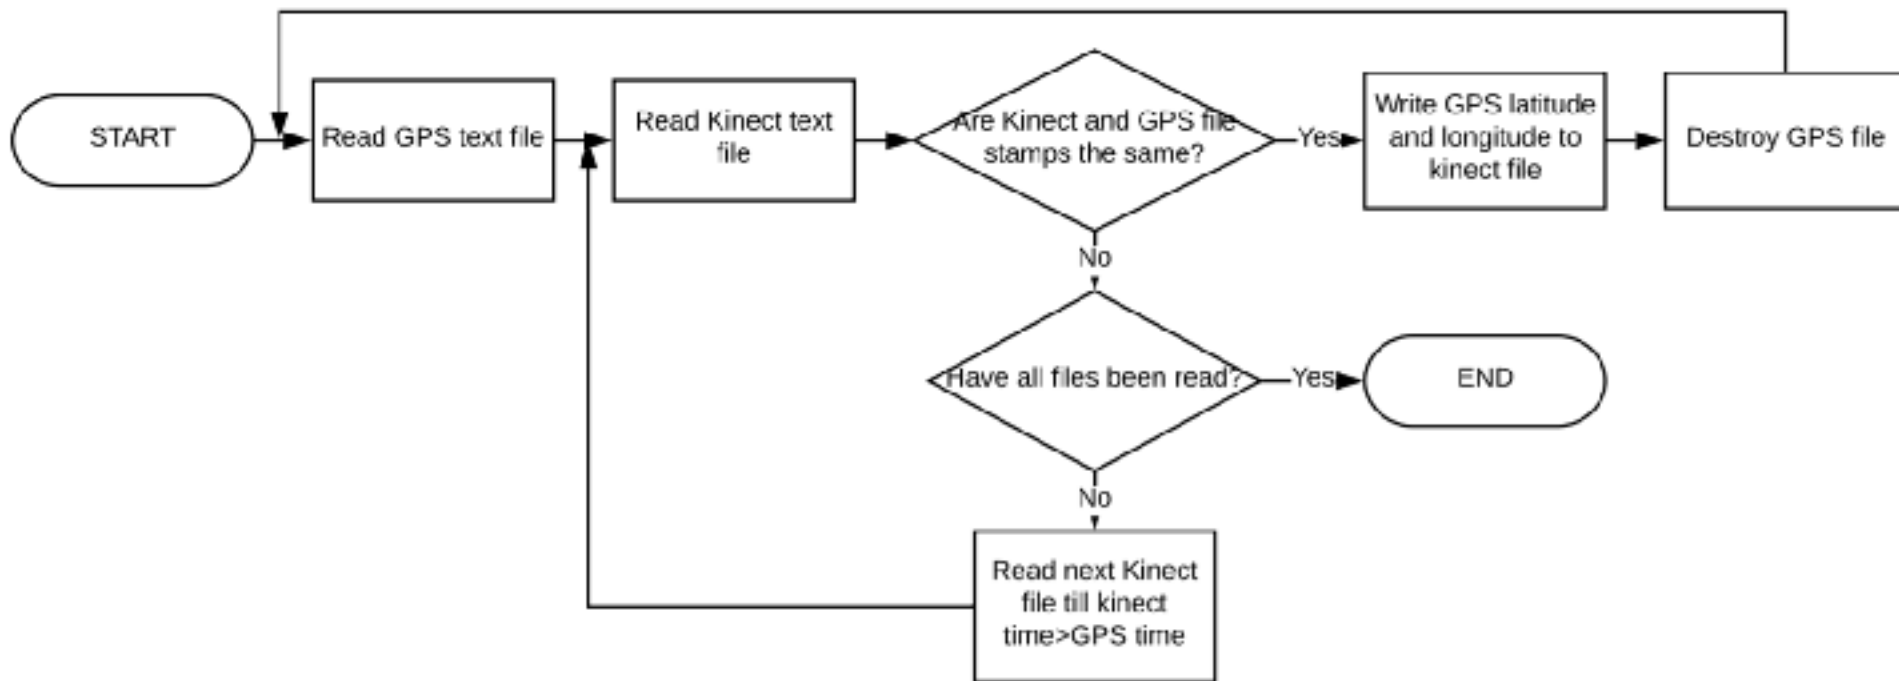 START
Read GPS text file
Read Kinect text
file
Are Kinect and GPS file
stamps the same?
Yes
Write GPS latitude
and longitude to
kinect file
Destroy GPS file
No
Have all files been read?
Yes
END
No
Read next Kinect
file till kinect
time>GPS time